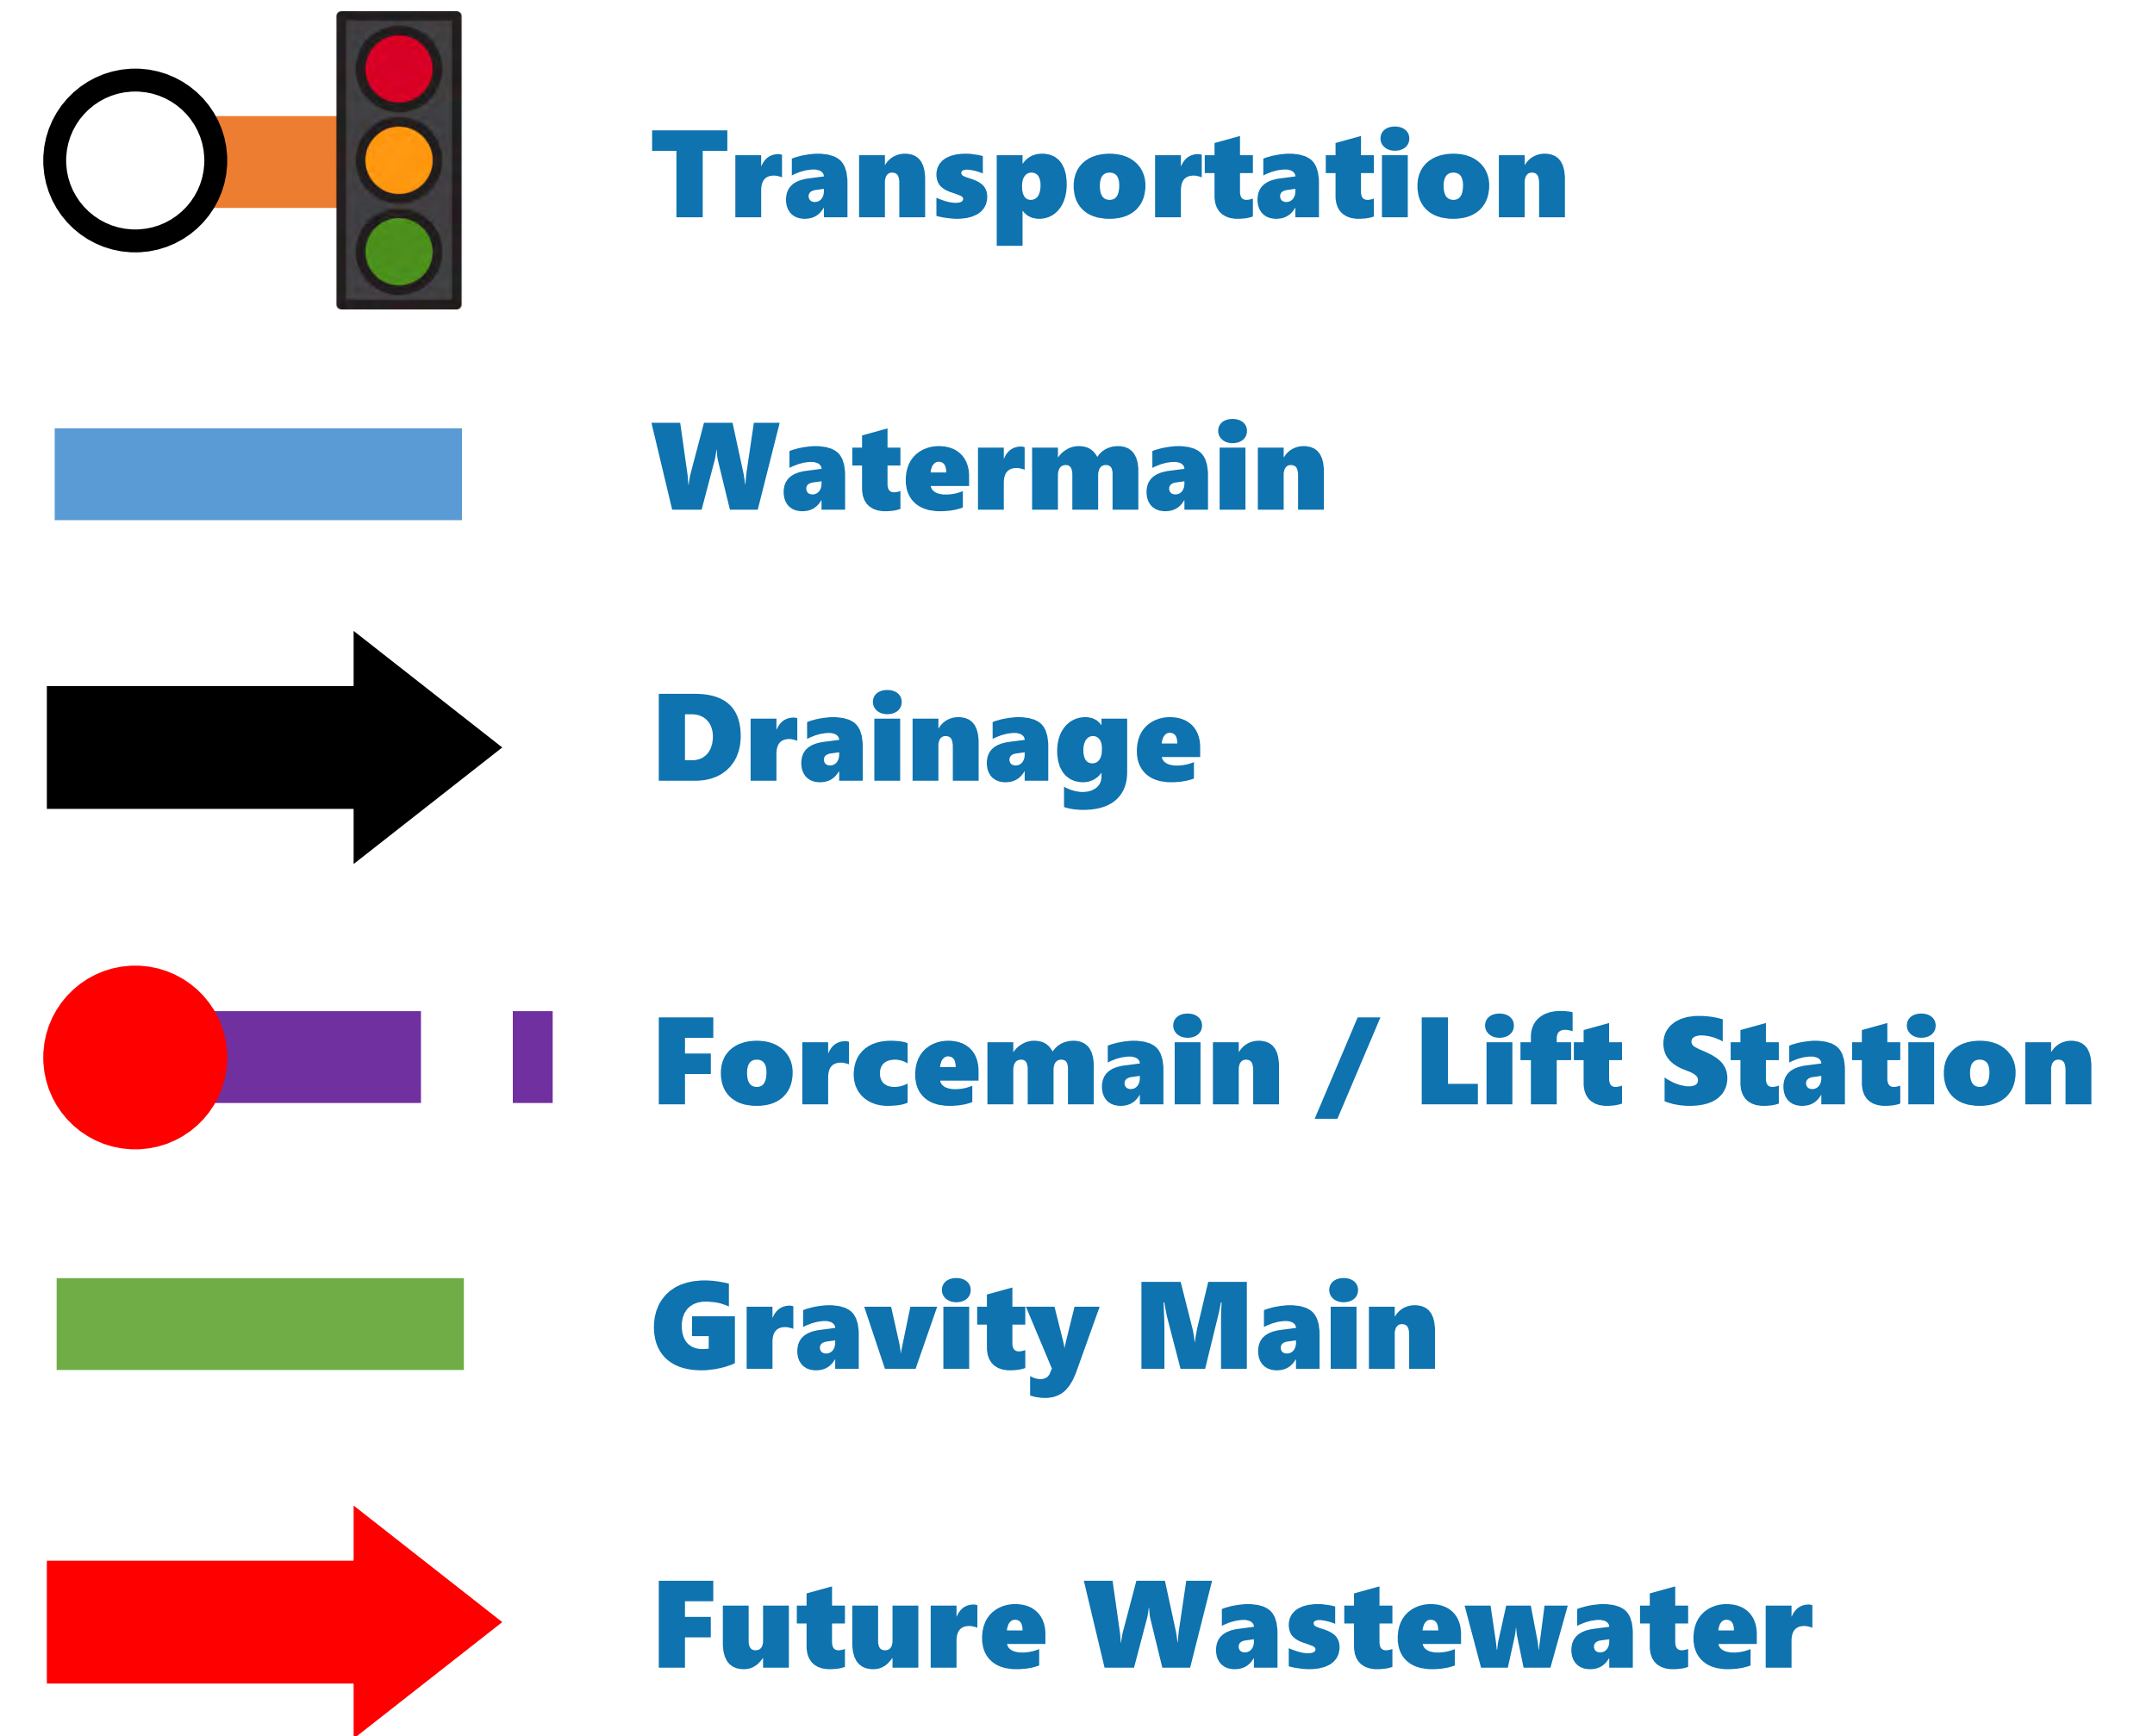 Transportation
Watermain
Drainage
Forcemain / Lift Station
Gravity Main
Future Wastewater